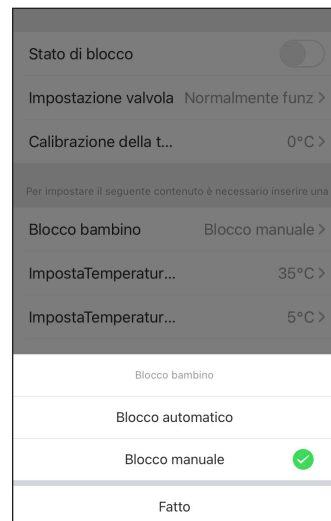 Stato di blocco
Impostazione valvola Normalmente funz >
Calibrazione della t... 0°C >
Per impostare il seguente contenuto è necessario inserire una
Blocco bambino Blocco manuale >
ImpostaTemperatur... 35°C >
ImpostaTemperatur... 5°C >
Blocco bambino
Blocco automatico
Blocco manuale
Fatto